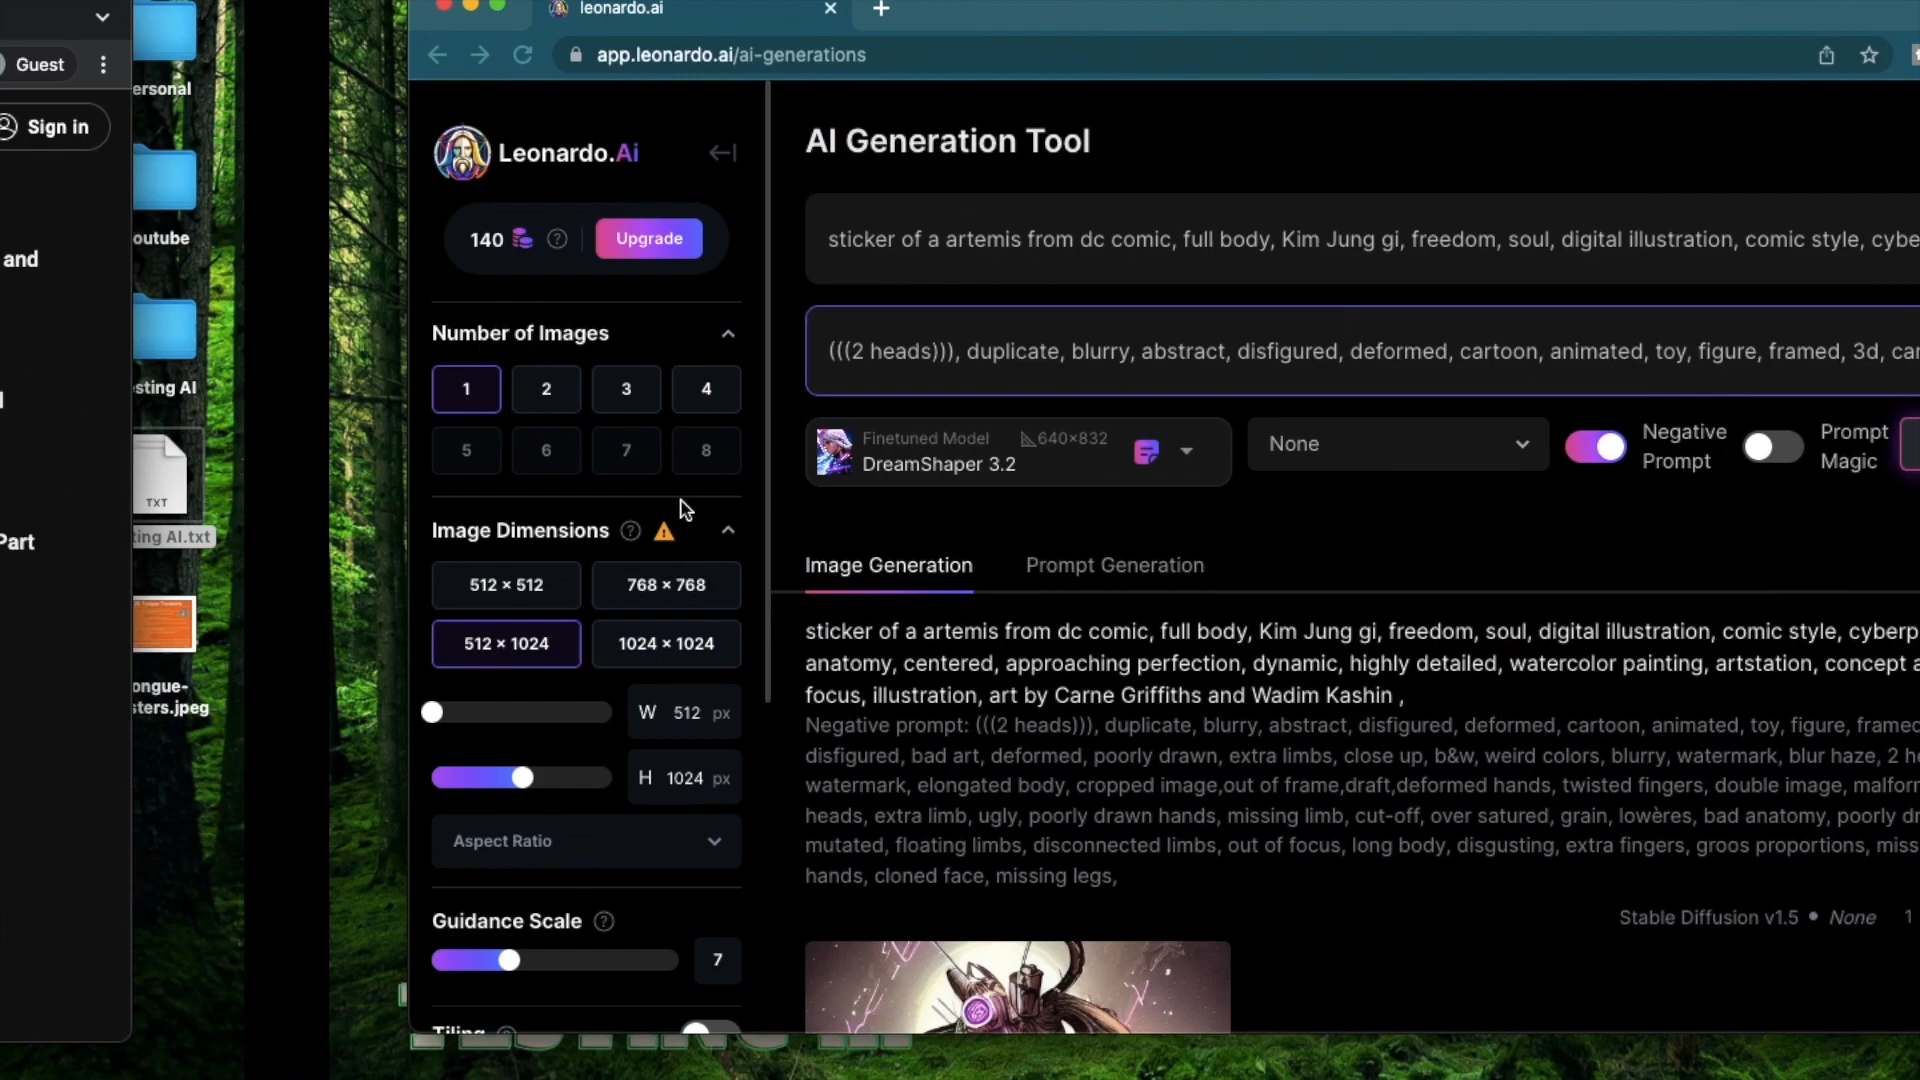 Guest
Sign in
and
Part
ersonal
outube
sting AI
TXT
ting AI.txt
ongue-
sters.jpeg
leonardo.ai
app.leonardo.ai/ai-generations
Leonardo.Ai
140
Upgrade
Number of Images
1 2 3 4
5 6 7 8
Image Dimensions
512 × 512 768 × 768
512 × 1024 1024 × 1024
W 512 px
H 1024 px
Aspect Ratio
Guidance Scale
7
Tiling
AI Generation Tool
sticker of a artemis from dc comic, full body, Kim Jung gi, freedom, soul, digital illustration, comic style, cybe
(((2 heads))), duplicate, blurry, abstract, disfigured, deformed, cartoon, animated, toy, figure, framed, 3d, car
Finetuned Model 640×832
DreamShaper 3.2
None
Negative
Prompt
Prompt
Magic
Image Generation Prompt Generation
sticker of a artemis from dc comic, full body, Kim Jung gi, freedom, soul, digital illustration, comic style, cyberp
anatomy, centered, approaching perfection, dynamic, highly detailed, watercolor painting, artstation, concept a
focus, illustration, art by Carne Griffiths and Wadim Kashin ,
Negative prompt: (((2 heads))), duplicate, blurry, abstract, disfigured, deformed, cartoon, animated, toy, figure, framed
disfigured, bad art, deformed, poorly drawn, extra limbs, close up, b&w, weird colors, blurry, watermark, blur haze, 2 he
watermark, elongated body, cropped image,out of frame,draft,deformed hands, twisted fingers, double image, malform
heads, extra limb, ugly, poorly drawn hands, missing limb, cut-off, over satured, grain, lowères, bad anatomy, poorly dr
mutated, floating limbs, disconnected limbs, out of focus, long body, disgusting, extra fingers, groos proportions, miss
hands, cloned face, missing legs,
Stable Diffusion v1.5 • None 1